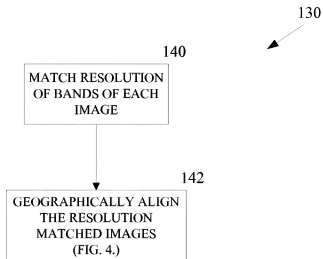 130
140
MATCH RESOLUTION
OF BANDS OF EACH
IMAGE
142
GEOGRAPHICALLY ALIGN
THE RESOLUTION
MATCHED IMAGES
(FIG. 4.)